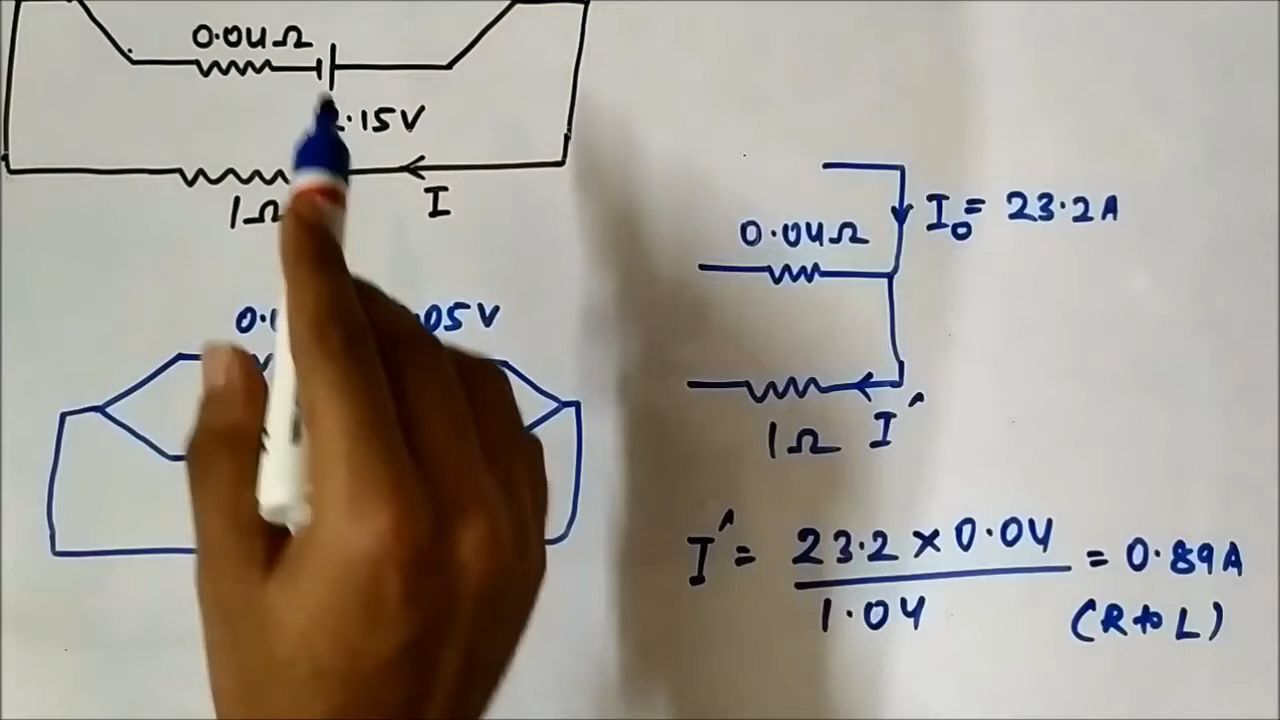 0.04Ω
2.15V
1Ω
I
05V
0.04Ω
I₀ = 23.2A
1Ω
I'
I' = 23.2 × 0.04 / 1.04 = 0.89A
(R to L)